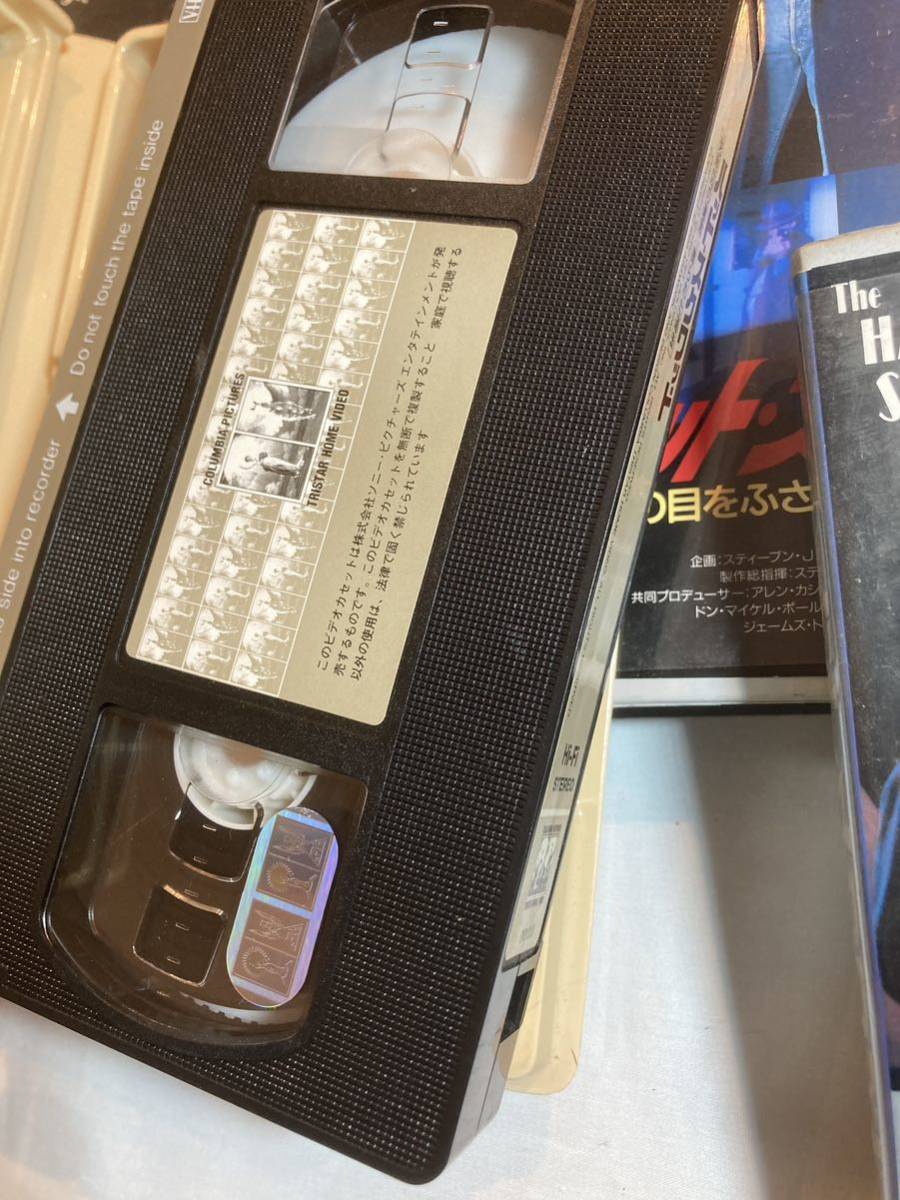 VH
s side into recorder ⬆ Do not touch the tape inside
COLUMBIA PICTURES
TRISTAR HOME VIDEO
このビデオカセットは株式会社ソニー・ピクチャーズ エンタテインメントが発
売するものです。このビデオカセットを無断で複製すること 家庭で視聴する
以外の使用は、法律で固く禁じられています
Hi-Fi
STEREO
ット・
の目をふさ
企画:スティーブン・J
製作総指揮:ステ
共同プロデューサー:アレン・カシ
ドン・マイケル・ポール
ジェームズ・ト
The